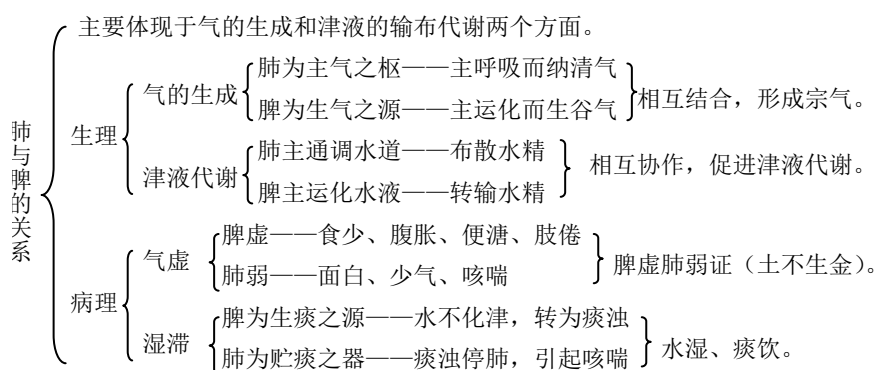 主要体现于气的生成和津液的输布代谢两个方面。
肺与脾的关系
生理
气的生成
肺为主气之枢——主呼吸而纳清气
脾为生气之源——主运化而生谷气
相互结合，形成宗气。
津液代谢
肺主通调水道——布散水精
脾主运化水液——转输水精
相互协作，促进津液代谢。
病理
气虚
脾虚——食少、腹胀、便溏、肢倦
肺弱——面白、少气、咳喘
脾虚肺弱证（土不生金）。
湿滞
脾为生痰之源——水不化津，转为痰浊
肺为贮痰之器——痰浊停肺，引起咳喘
水湿、痰饮。